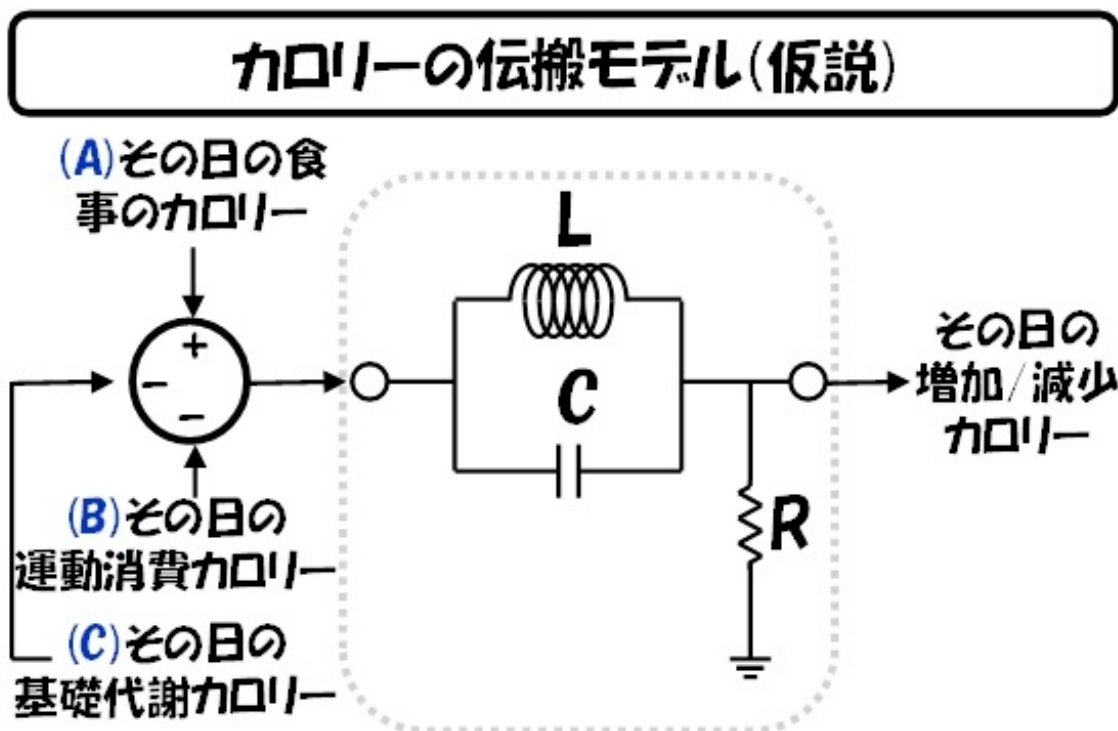 カロリーの伝搬モデル(仮説)
(A)その日の食
事のカロリー
L
+
−
−
C
その日の
増加/減少
カロリー
(B)その日の
運動消費カロリー
R
(C)その日の
基礎代謝カロリー